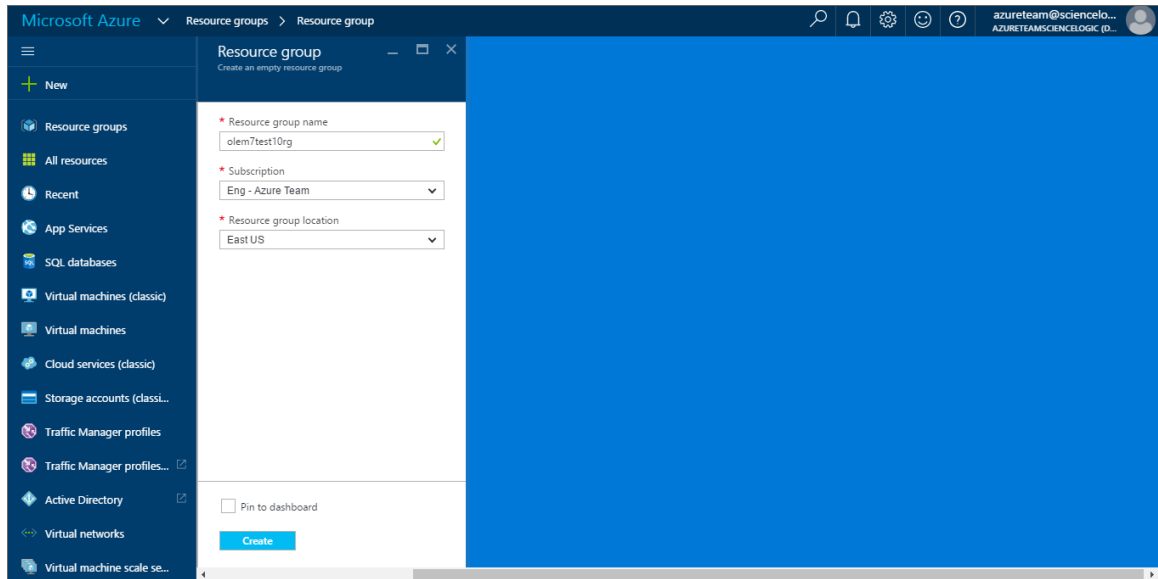 Microsoft Azure Resource groups > Resource group
azureteam@sciencelo...
AZURETEAMSCIENCELOGIC (D...
Resource group
Create an empty resource group
New
Resource groups
All resources
Recent
App Services
SQL databases
Virtual machines (classic)
Virtual machines
Cloud services (classic)
Storage accounts (classi...
Traffic Manager profiles
Traffic Manager profiles...
Active Directory
Virtual networks
Virtual machine scale se...
* Resource group name
olem7test10rg
* Subscription
Eng - Azure Team
* Resource group location
East US
Pin to dashboard
Create